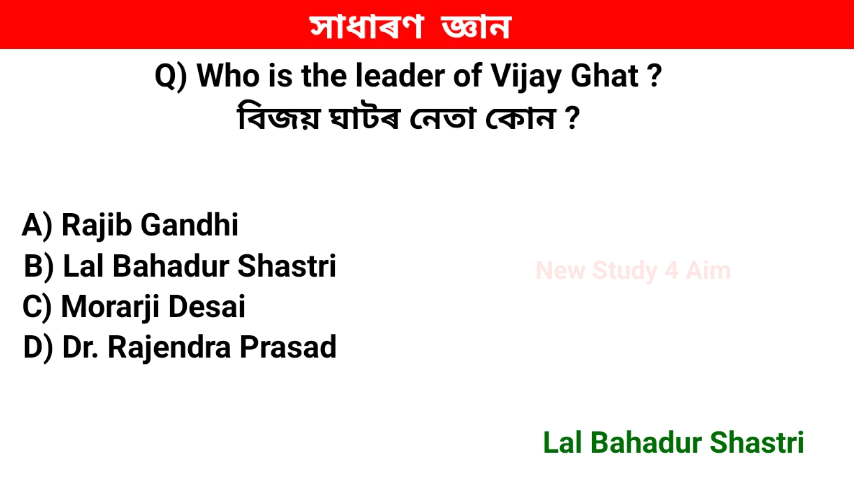 সাধাৰণ জ্ঞান
Q) Who is the leader of Vijay Ghat ?
বিজয় ঘাটৰ নেতা কোন ?
A) Rajib Gandhi
B) Lal Bahadur Shastri
New Study 4 Aim
C) Morarji Desai
D) Dr. Rajendra Prasad
Lal Bahadur Shastri